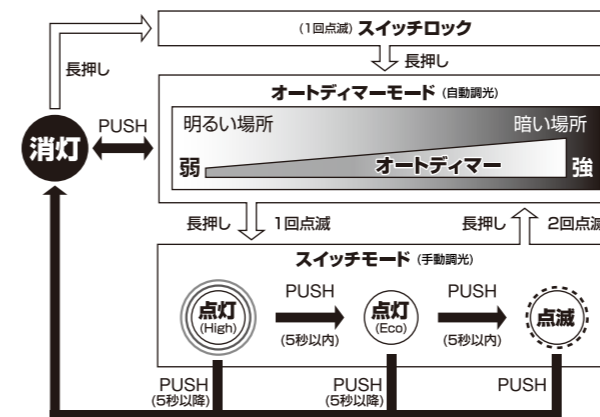 (1回点滅) スイッチロック
長押し
長押し
オートディマーモード (自動調光)
PUSH
明るい場所
暗い場所
消灯
弱
オートディマー
強
長押し
1回点滅
長押し
2回点滅
スイッチモード (手動調光)
点灯
(High)
PUSH
(5秒以内)
点灯
(Eco)
PUSH
(5秒以内)
点滅
PUSH
(5秒以降)
PUSH
(5秒以降)
PUSH